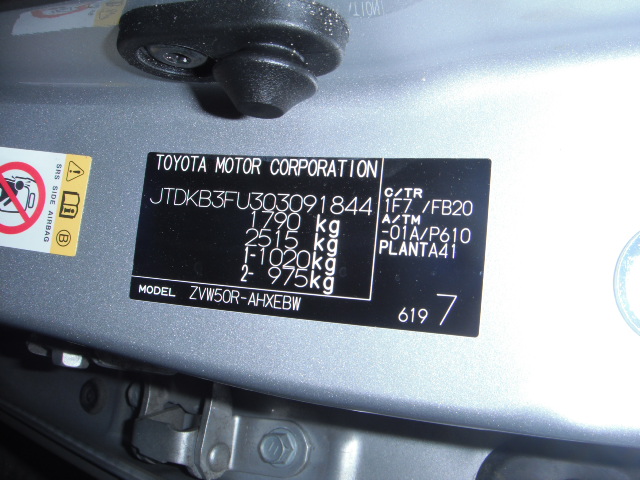 TOYOTA MOTOR CORPORATION
JTDKB3FU303091844
1790 kg
2515 kg
1-1020kg
2- 975kg
MODEL ZVW50R-AHXEBW
C/TR
1F7 /FB20
A/TM
-01A/P610
PLANTA41
619 7
SRS SIDE AIRBAG
B